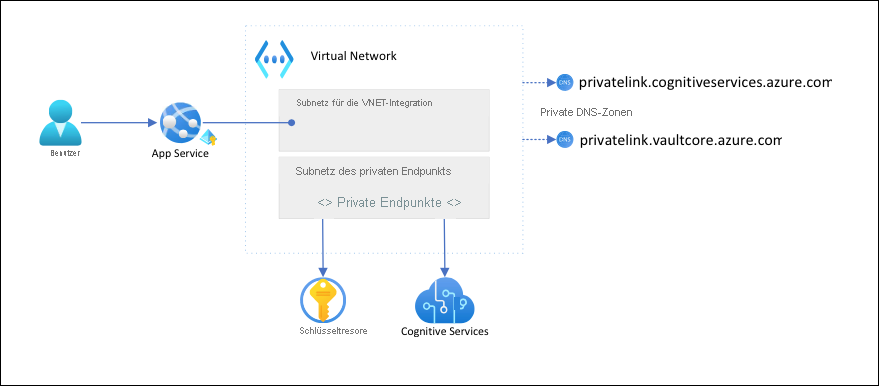 Virtual Network
DNS
privatelink.cognitiveservices.azure.com
Subnetz für die VNET-Integration
Private DNS-Zonen
DNS
privatelink.vaultcore.azure.com
Benutzer
App Service
Subnetz des privaten Endpunkts
<> Private Endpunkte <>
Schlüsseltresore
Cognitive Services